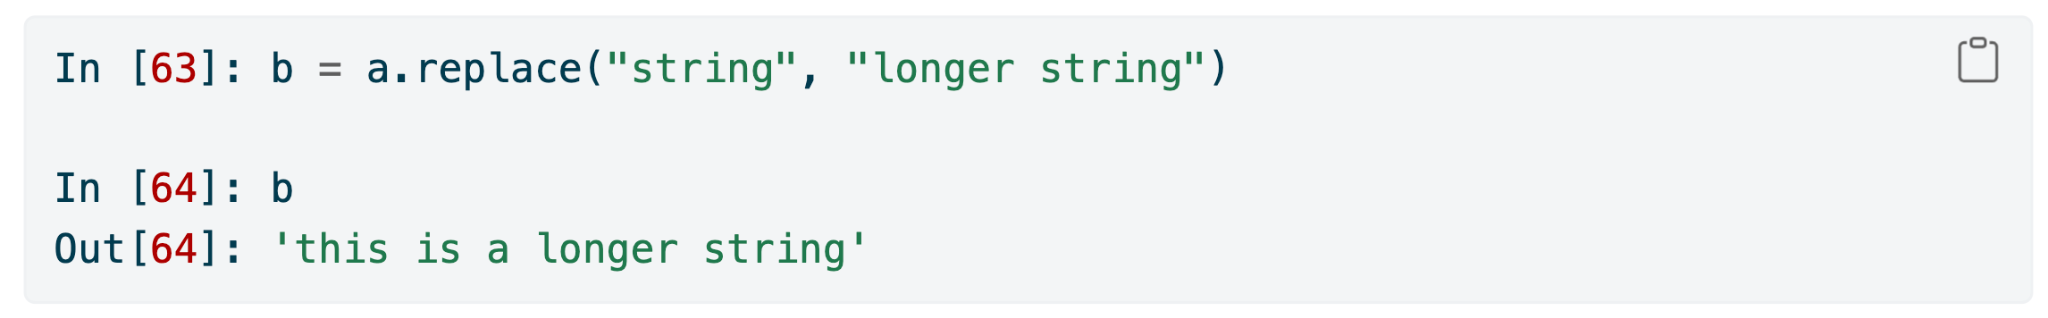 In [63]: b = a.replace("string", "longer string")
In [64]: b
Out[64]: 'this is a longer string'